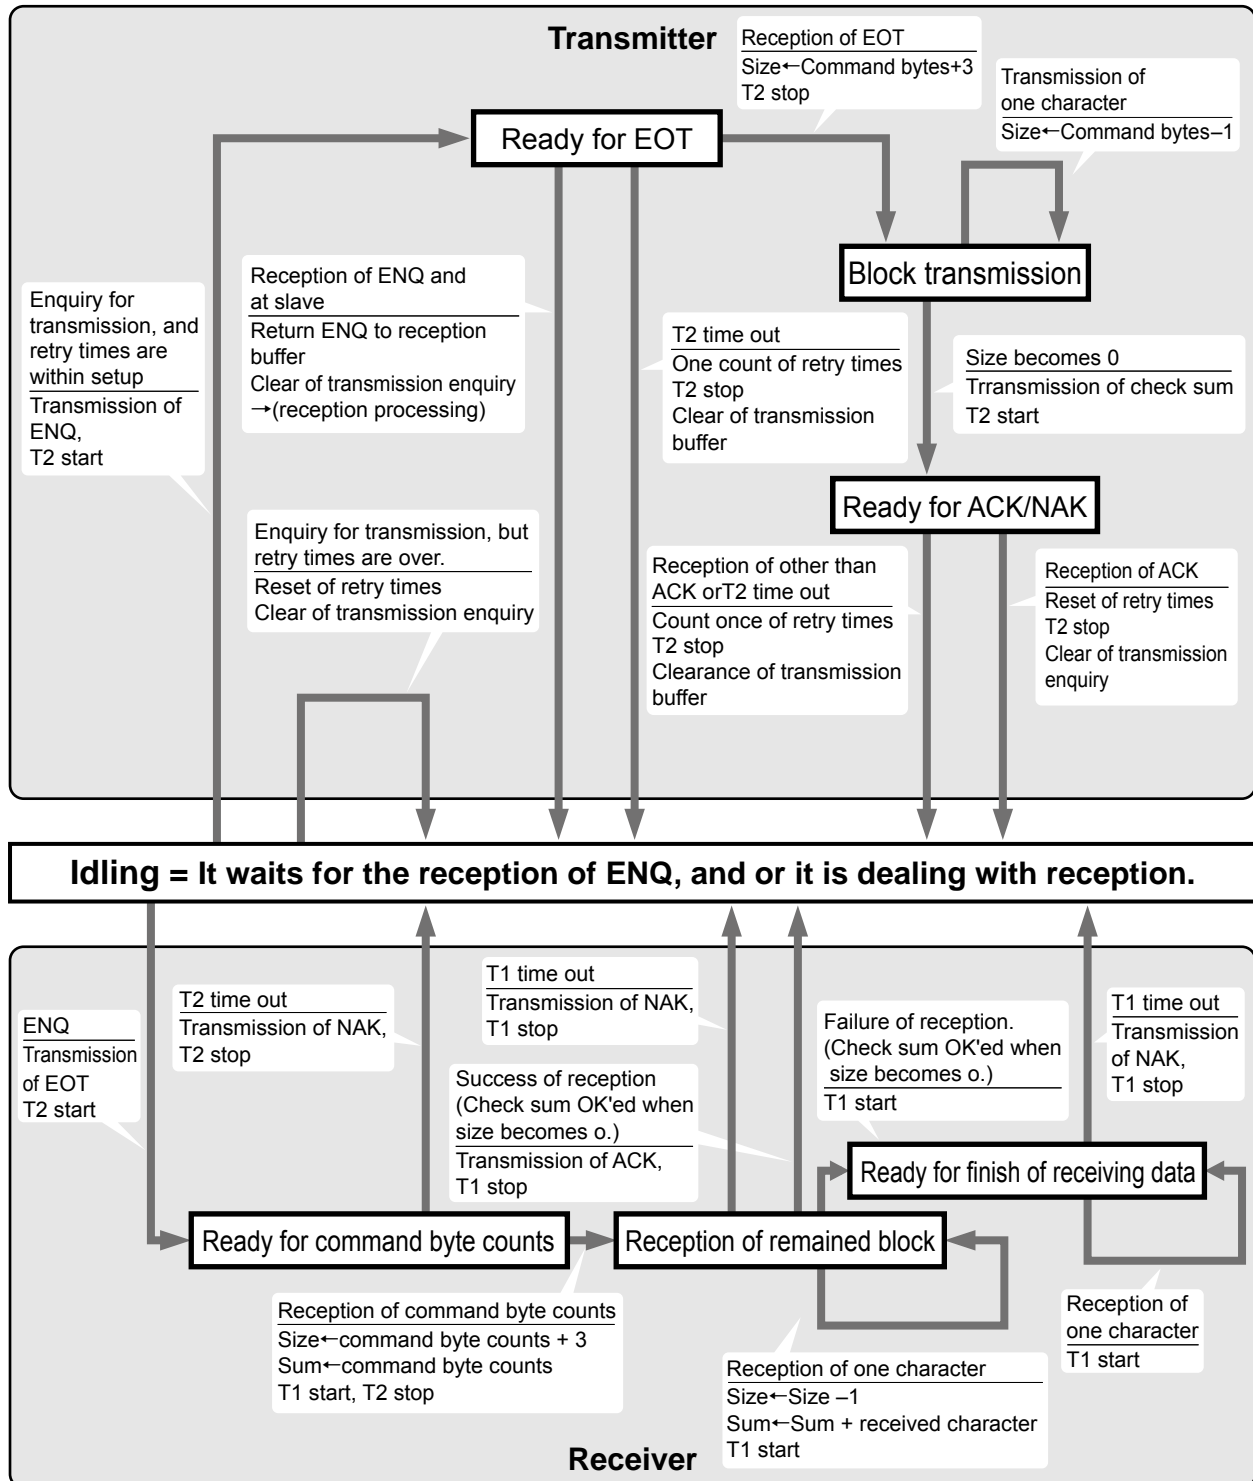 Transmitter
Reception of EOT
Size←Command bytes+3
T2 stop
Transmission of
one character
Size←Command bytes–1
Ready for EOT
Block transmission
Enquiry for
transmission, and
retry times are
within setup
Transmission of
ENQ,
T2 start
Reception of ENQ and
at slave
Return ENQ to reception
buffer
Clear of transmission enquiry
→(reception processing)
T2 time out
One count of retry times
T2 stop
Clear of transmission
buffer
Size becomes 0
Trransmission of check sum
T2 start
Ready for ACK/NAK
Enquiry for transmission, but
retry times are over.
Reset of retry times
Clear of transmission enquiry
Reception of other than
ACK orT2 time out
Count once of retry times
T2 stop
Clearance of transmission
buffer
Reception of ACK
Reset of retry times
T2 stop
Clear of transmission
enquiry
Idling = It waits for the reception of ENQ, and or it is dealing with reception.
ENQ
Transmission
of EOT
T2 start
T2 time out
Transmission of NAK,
T2 stop
T1 time out
Transmission of NAK,
T1 stop
Success of reception
(Check sum OK'ed when
size becomes o.)
Transmission of ACK,
T1 stop
Failure of reception.
(Check sum OK'ed when
size becomes o.)
T1 start
T1 time out
Transmission
of NAK,
T1 stop
Ready for finish of receiving data
Ready for command byte counts
Reception of remained block
Reception of command byte counts
Size←command byte counts + 3
Sum←command byte counts
T1 start, T2 stop
Reception of one character
Size←Size –1
Sum←Sum + received character
T1 start
Reception of
one character
T1 start
Receiver